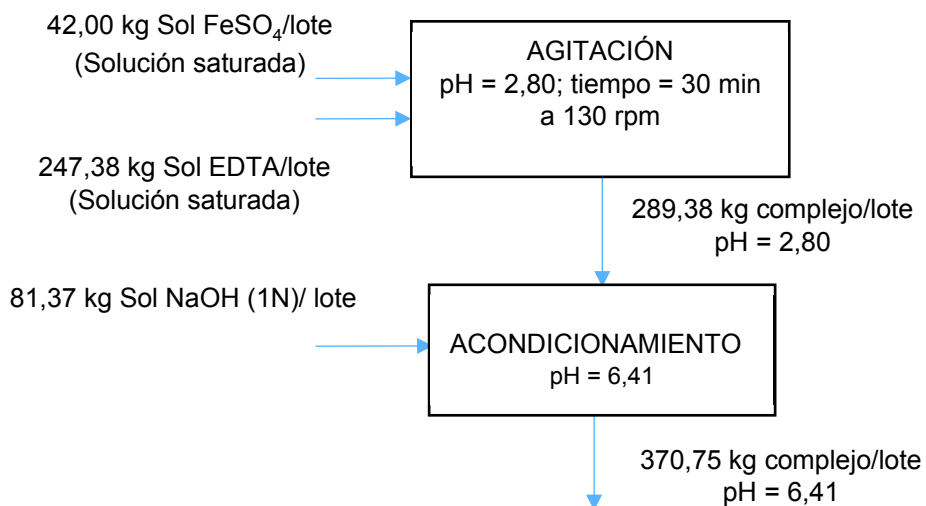 42,00 kg Sol FeSO₄/lote
(Solución saturada)
AGITACIÓN
pH = 2,80; tiempo = 30 min
a 130 rpm
247,38 kg Sol EDTA/lote
(Solución saturada)
289,38 kg complejo/lote
pH = 2,80
81,37 kg Sol NaOH (1N)/ lote
ACONDICIONAMIENTO
pH = 6,41
370,75 kg complejo/lote
pH = 6,41